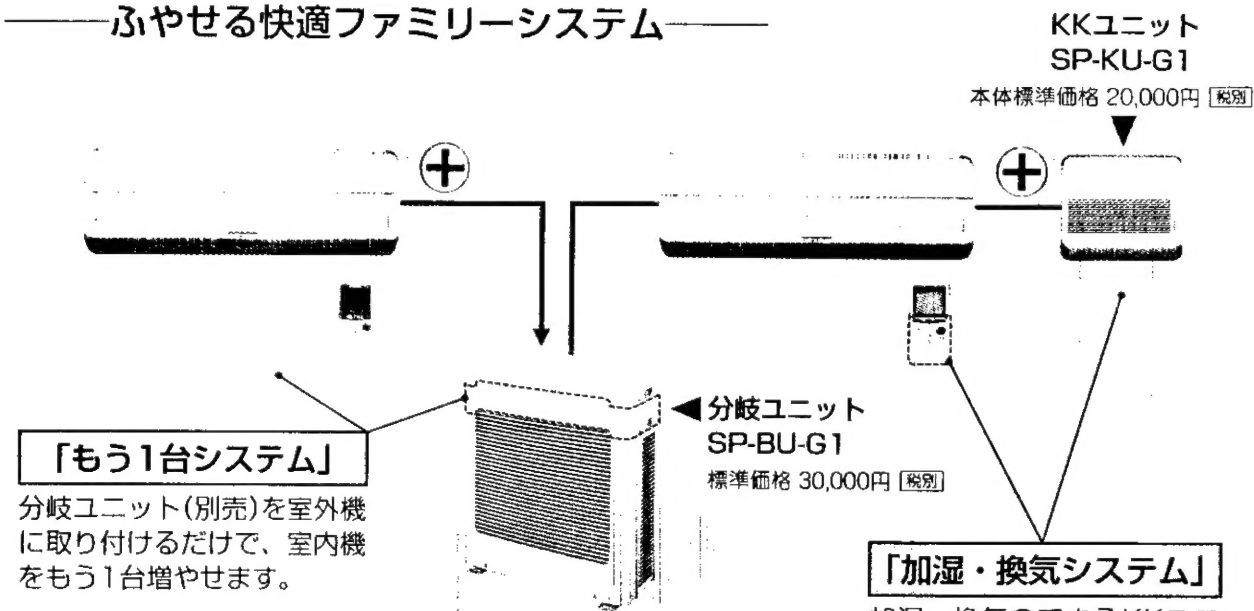 ふやせる快適ファミリーシステム
KKユニット
SP-KU-G1
本体標準価格 20,000円 税別
分岐ユニット
SP-BU-G1
標準価格 30,000円 税別
「もう1台システム」
分岐ユニット(別売)を室外機
に取り付けるだけで、室内機
をもう1台増やせます。
「加湿・換気システム」